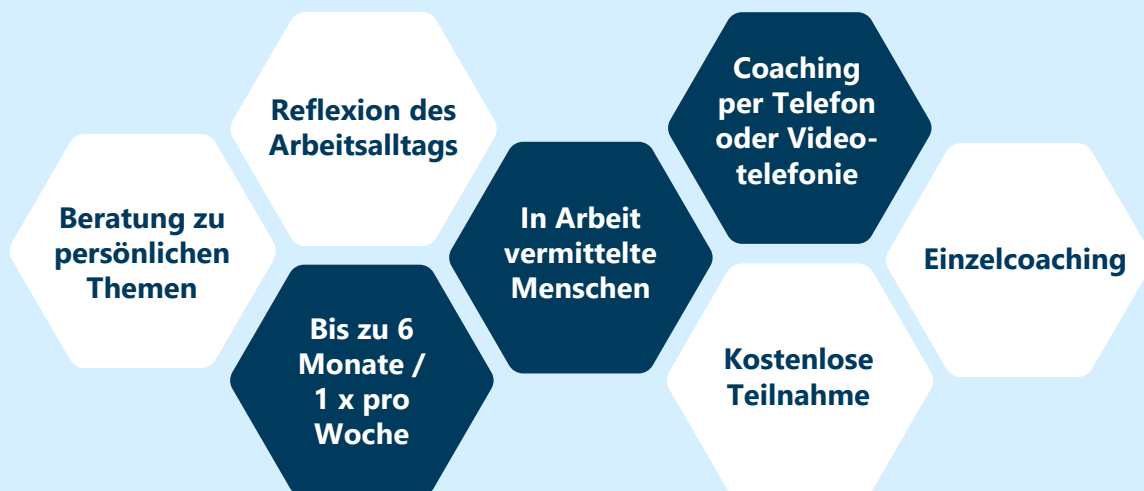 Beratung zu
persönlichen
Themen
Reflexion des
Arbeitsalltags
Bis zu 6
Monate /
1 x pro
Woche
In Arbeit
vermittelte
Menschen
Coaching
per Telefon
oder Video-
telefonie
Kostenlose
Teilnahme
Einzelcoaching